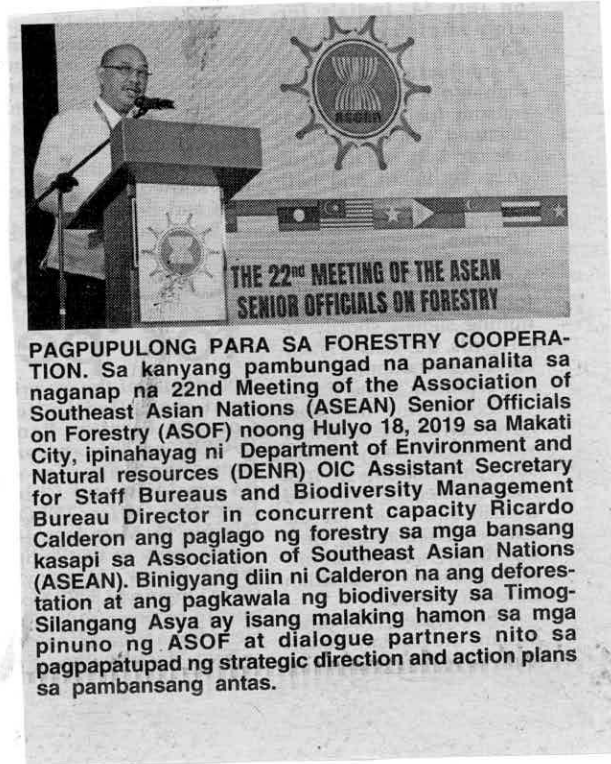 ASEAN
THE 22nd MEETING OF THE ASEAN
SENIOR OFFICIALS ON FORESTRY
PAGPUPULONG PARA SA FORESTRY COOPERA-
TION. Sa kanyang pambungad na pananalita sa
naganap na 22nd Meeting of the Association of
Southeast Asian Nations (ASEAN) Senior Officials
on Forestry (ASOF) noong Hulyo 18, 2019 sa Makati
City, ipinahayag ni Department of Environment and
Natural resources (DENR) OIC Assistant Secretary
for Staff Bureaus and Biodiversity Management
Bureau Director in concurrent capacity Ricardo
Calderon ang paglago ng forestry sa mga bansang
kasapi sa Association of Southeast Asian Nations
(ASEAN). Binigyang diin ni Calderon na ang defores-
tation at ang pagkawala ng biodiversity sa Timog-
Silangang Asya ay isang malaking hamon sa mga
pinuno ng ASOF at dialogue partners nito sa
pagpapatupad ng strategic direction and action plans
sa pambansang antas.